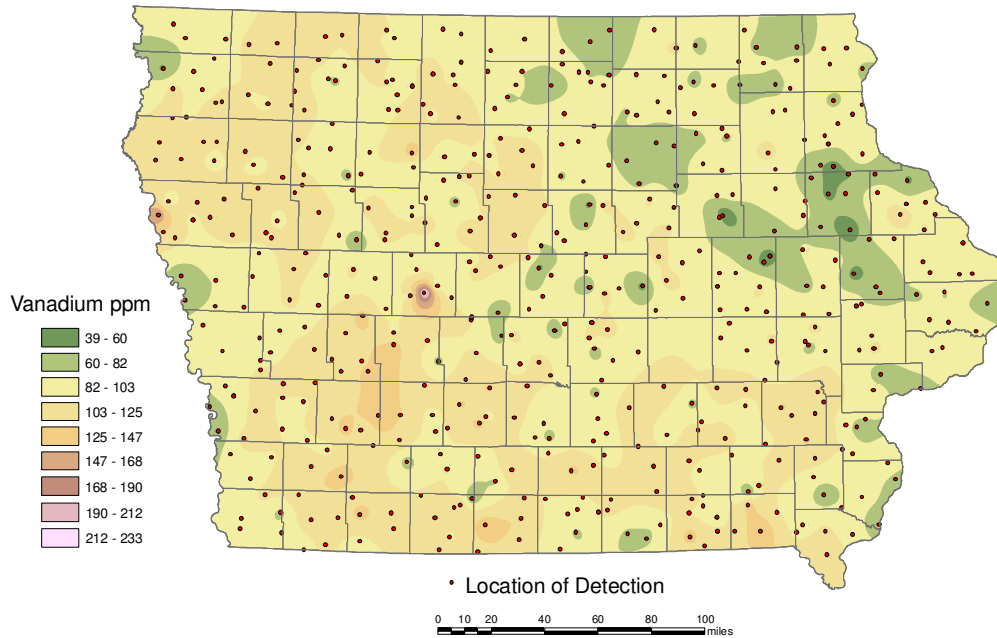 Vanadium ppm
39 - 60
60 - 82
82 - 103
103 - 125
125 - 147
147 - 168
168 - 190
190 - 212
212 - 233
Location of Detection
0 10 20 40 60 80 100
miles